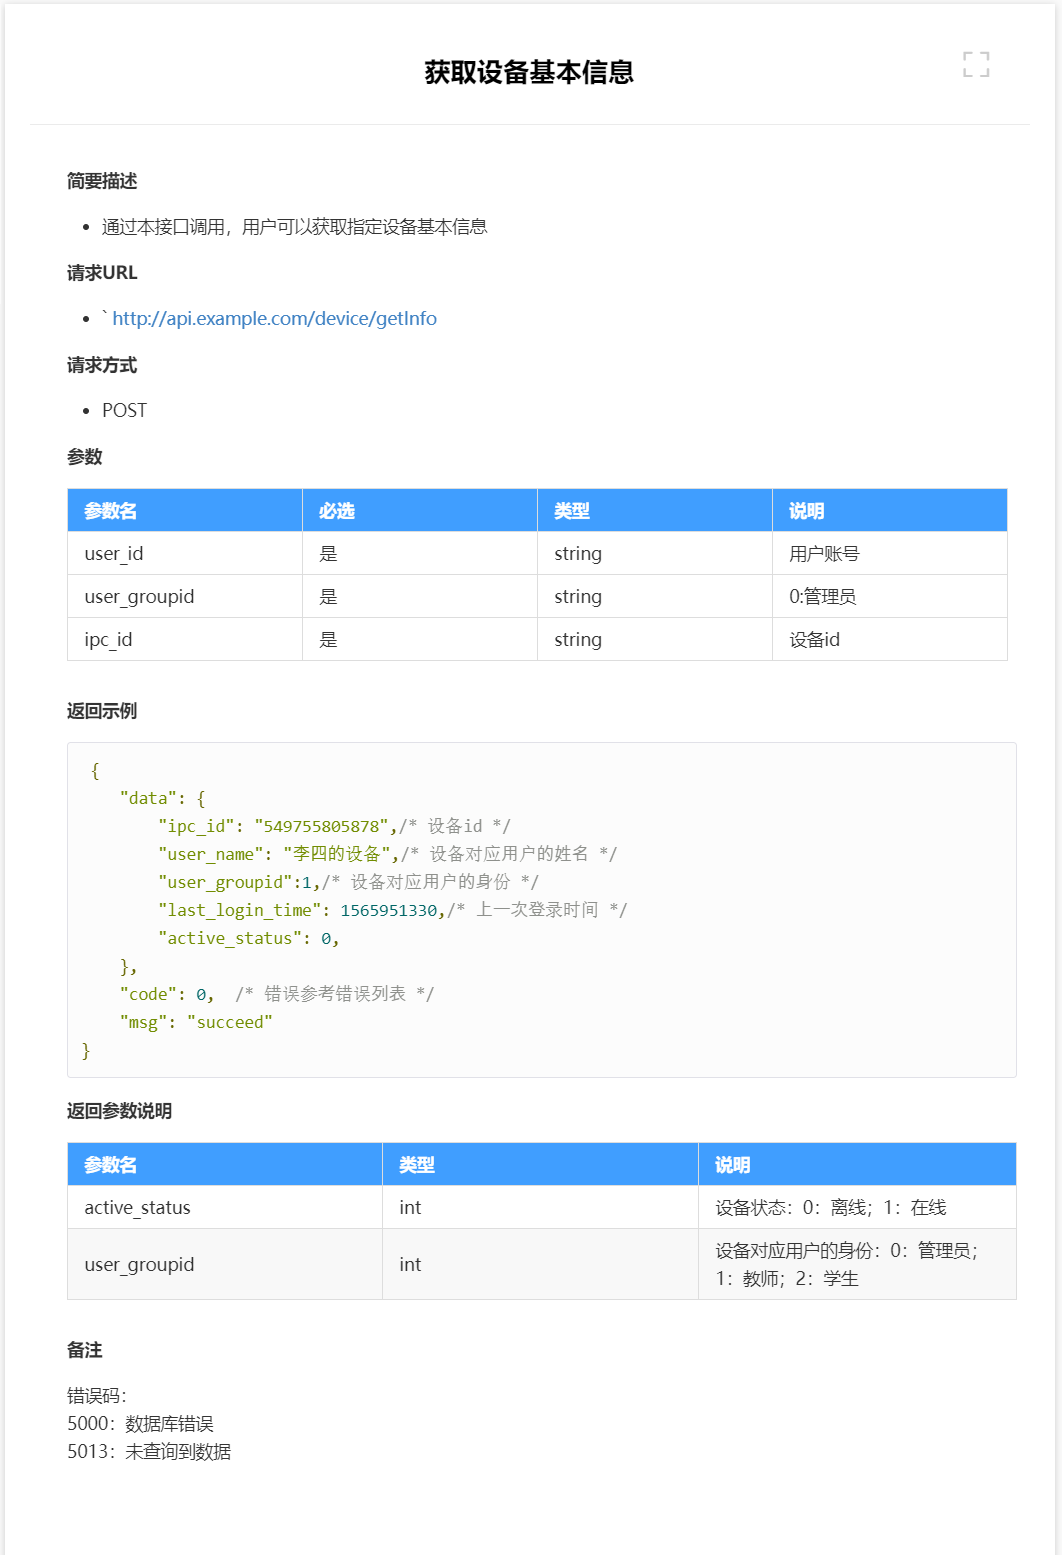 获取设备基本信息
简要描述
• 通过本接口调用，用户可以获取指定设备基本信息
请求URL
• ` http://api.example.com/device/getInfo
请求方式
• POST
参数
参数名 必选 类型 说明
user_id 是 string 用户账号
user_groupid 是 string 0:管理员
ipc_id 是 string 设备id
返回示例
{
"data": {
"ipc_id": "549755805878",/* 设备id */
"user_name": "李四的设备",/* 设备对应用户的姓名 */
"user_groupid":1,/* 设备对应用户的身份 */
"last_login_time": 1565951330,/* 上一次登录时间 */
"active_status": 0,
},
"code": 0,  /* 错误参考错误列表 */
"msg": "succeed"
}
返回参数说明
参数名 类型 说明
active_status int 设备状态：0：离线；1：在线
user_groupid int 设备对应用户的身份：0：管理员；
1：教师；2：学生
备注
错误码：
5000：数据库错误
5013：未查询到数据